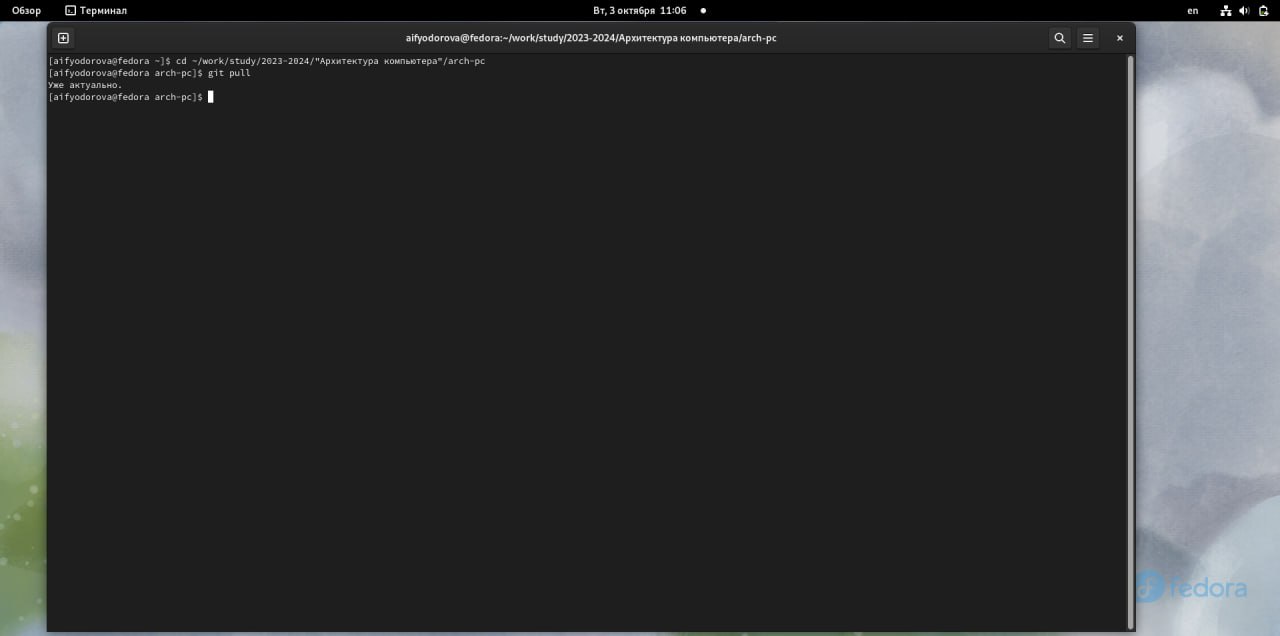 Обзор Терминал Вт, 3 октября 11:06 en
aifyodorova@fedora:~/work/study/2023-2024/Архитектура компьютера/arch-pc
[aifyodorova@fedora ~]$ cd ~/work/study/2023-2024/"Архитектура компьютера"/arch-pc
[aifyodorova@fedora arch-pc]$ git pull
Уже актуально.
[aifyodorova@fedora arch-pc]$
fedora